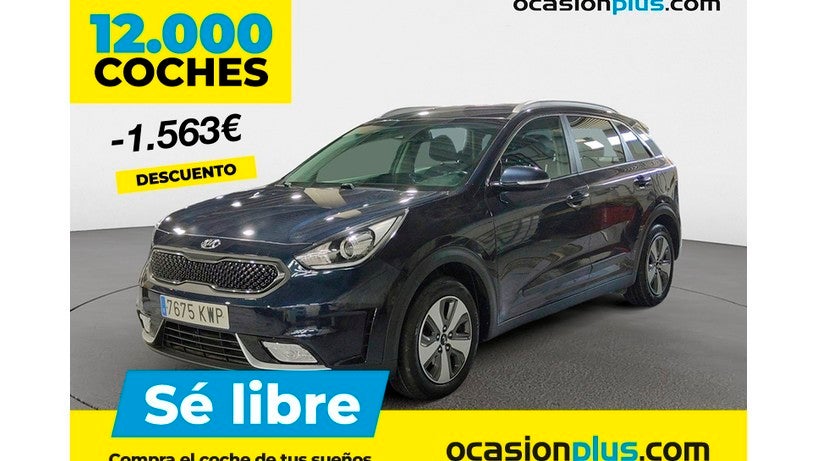 12.000
COCHES
-1.563€
DESCUENTO
ocasionplus.com
KIA
7675 KWP
Sé libre
Compra el coche de tus sueños
ocasionplus.com